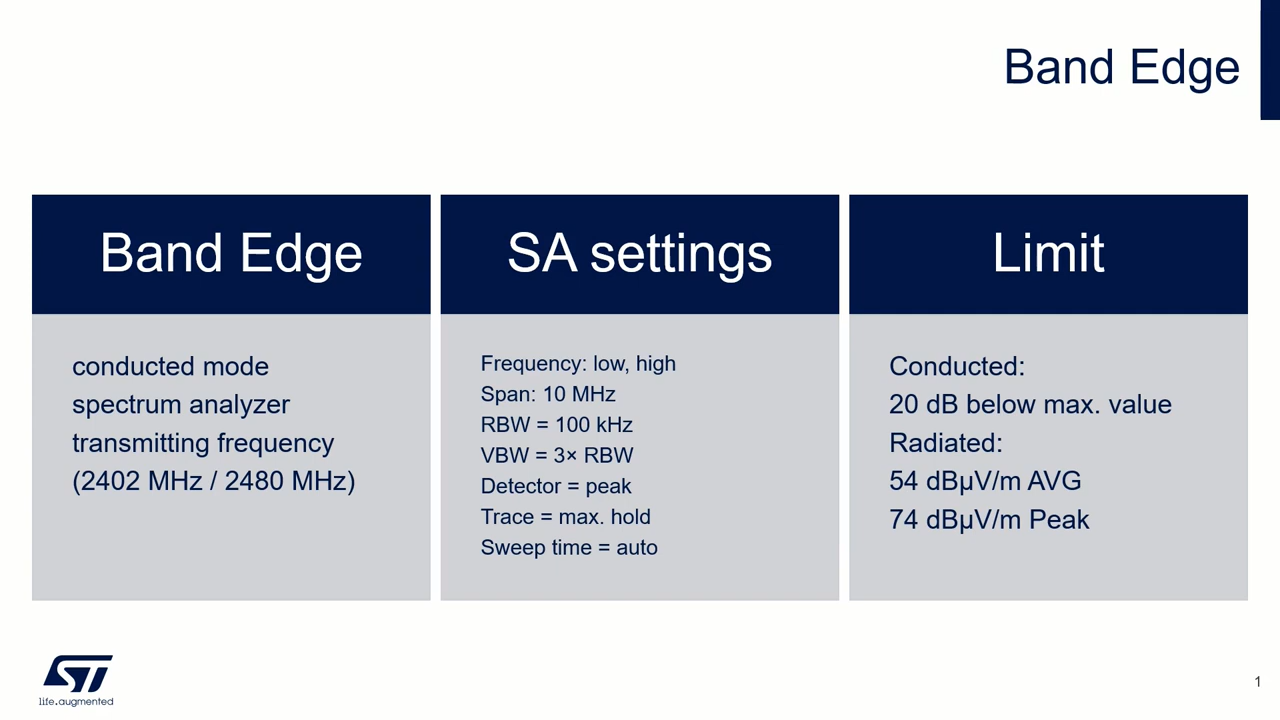 Band Edge
Band Edge
conducted mode
spectrum analyzer
transmitting frequency
(2402 MHz / 2480 MHz)
SA settings
Frequency: low, high
Span: 10 MHz
RBW = 100 kHz
VBW = 3× RBW
Detector = peak
Trace = max. hold
Sweep time = auto
Limit
Conducted:
20 dB below max. value
Radiated:
54 dBµV/m AVG
74 dBµV/m Peak
ST
life.augmented
1